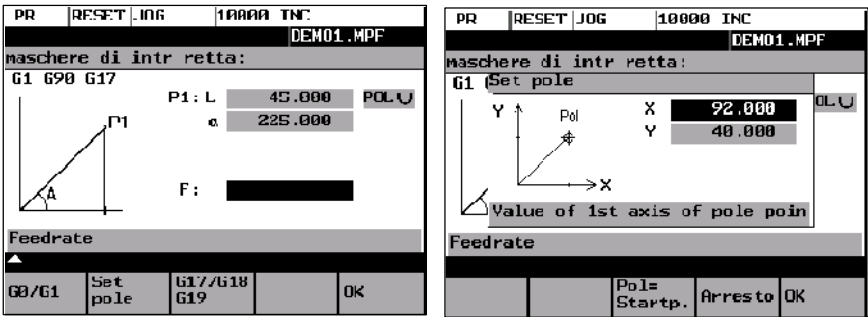 PR RESET JOG 10000 INC
DEMO1.MPF
maschere di intr retta:
G1 G90 G17
P1: L 45.000 POL
α 225.000
P1
A
F:
Feedrate
G0/G1 Set pole G17/G18 G19 OK
PR RESET JOG 10000 INC
DEMO1.MPF
maschere di intr retta:
G1 Set pole
Y Pol X 92.000 OL
Y 40.000
X
Value of 1st axis of pole poin
Feedrate
Pol= Startp. Arresto OK